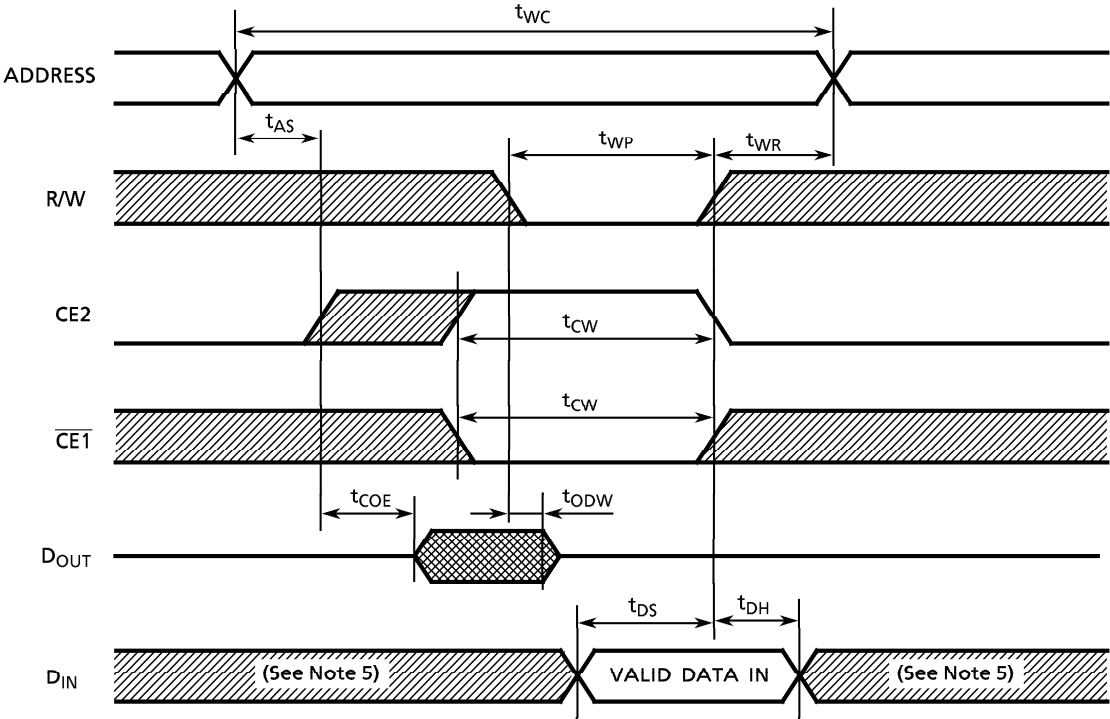 tWC
ADDRESS
tAS
tWP
tWR
R/W
CE2
tCW
CE1
tCW
tCOE
tODW
DOUT
tDS
tDH
DIN
(See Note 5)
VALID DATA IN
(See Note 5)